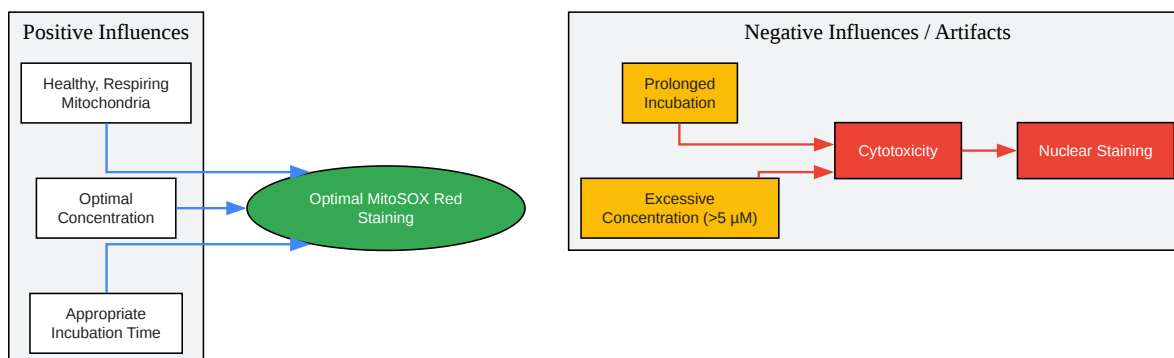 Positive Influences
Healthy, Respiring
Mitochondria
Optimal
Concentration
Appropriate
Incubation Time
Optimal MitoSOX Red
Staining
Negative Influences / Artifacts
Prolonged
Incubation
Excessive
Concentration (>5 µM)
Cytotoxicity
Nuclear Staining